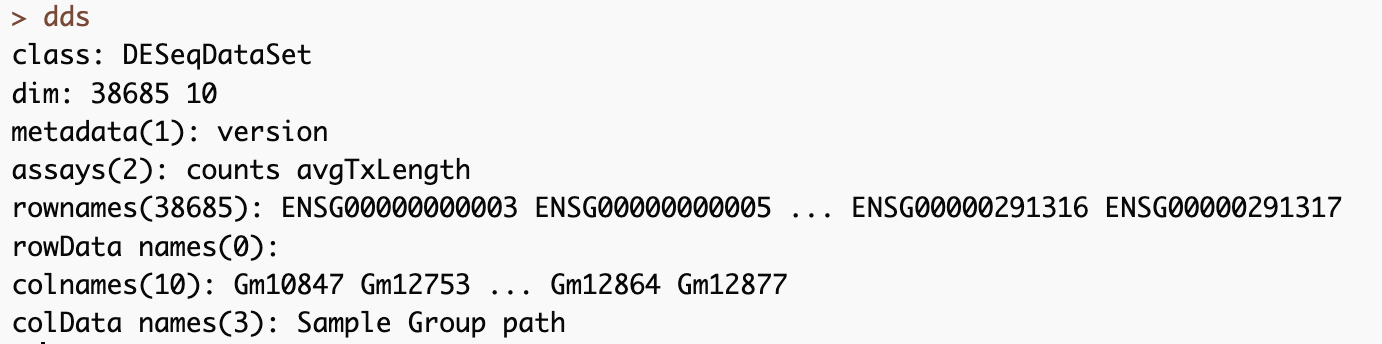 > dds
class: DESeqDataSet
dim: 38685 10
metadata(1): version
assays(2): counts avgTxLength
rownames(38685): ENSG00000000003 ENSG00000000005 ... ENSG00000291316 ENSG00000291317
rowData names(0):
colnames(10): Gm10847 Gm12753 ... Gm12864 Gm12877
colData names(3): Sample Group path